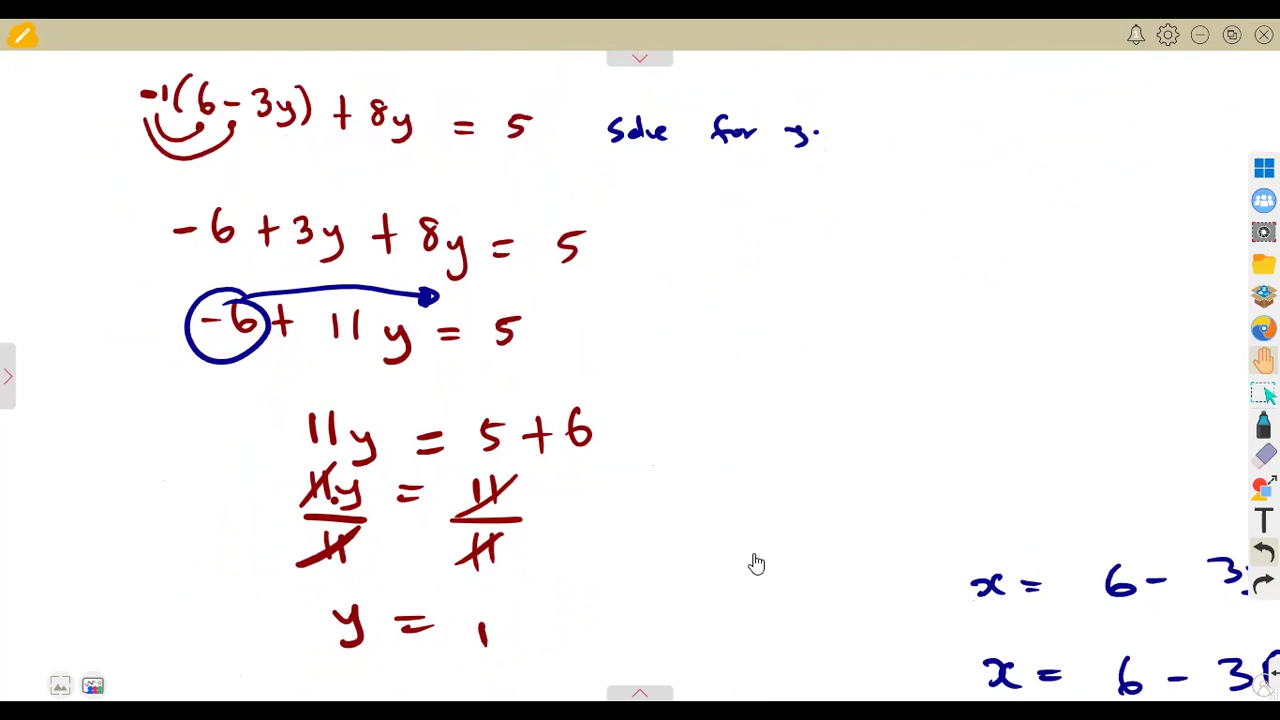 -1(6 - 3y) + 8y = 5 solve for y.
-6 + 3y + 8y = 5
-6 + 11y = 5
11y = 5 + 6
11.y = 11
11 11
y = 1
x = 6 - 3
x = 6 - 3
T